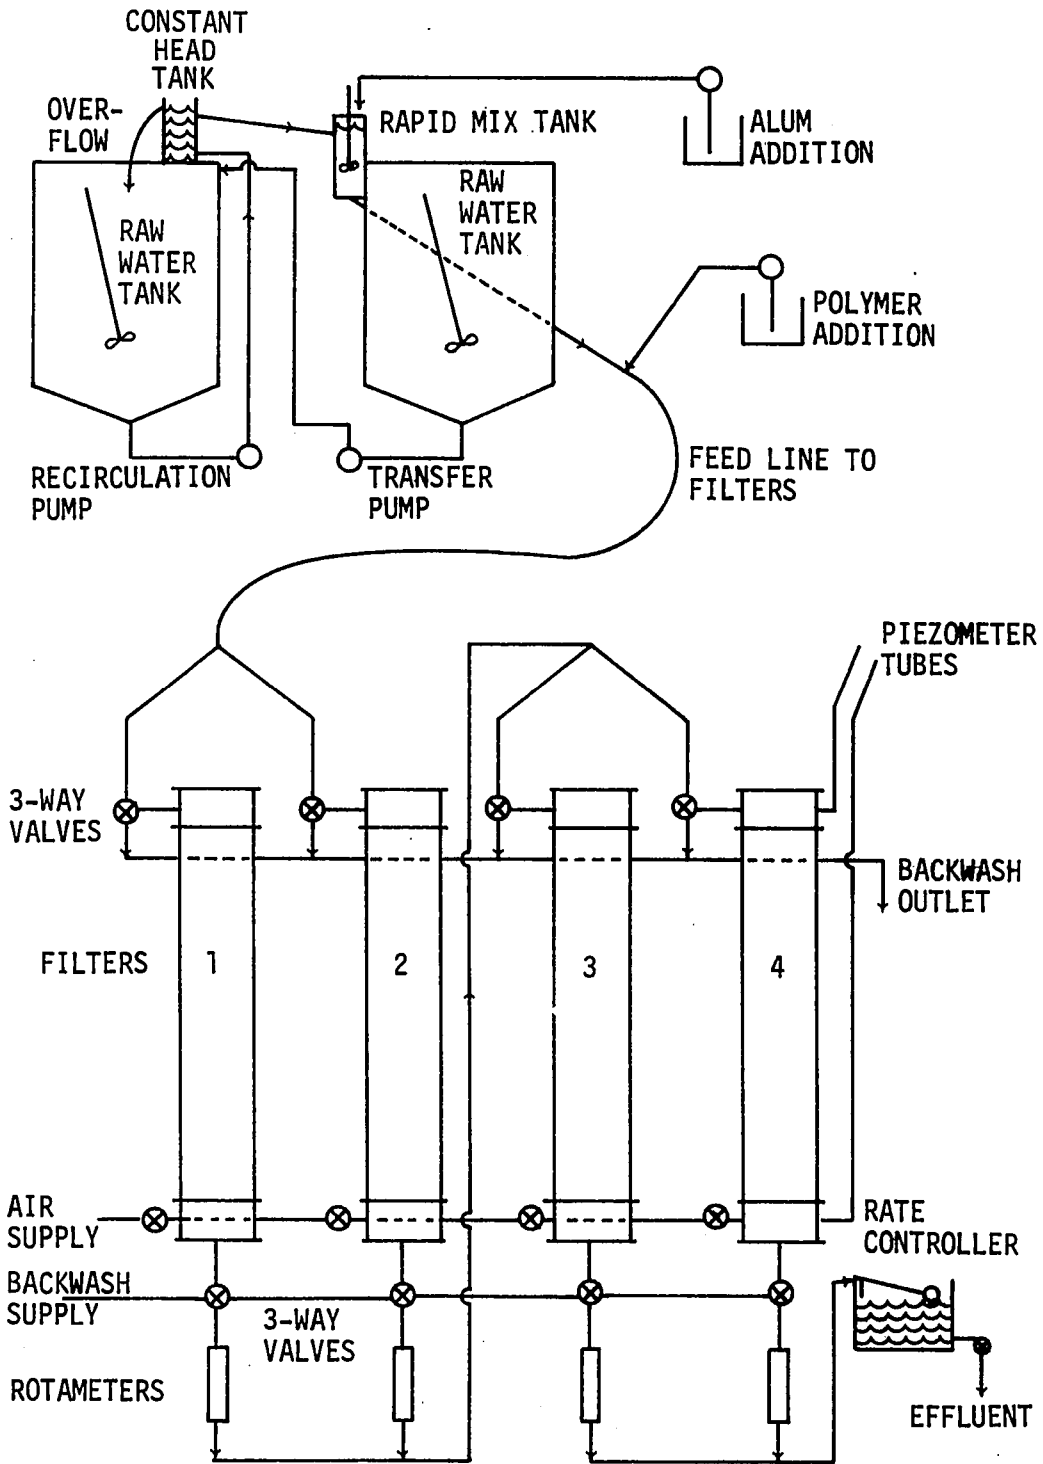 CONSTANT
HEAD
TANK
OVER-
FLOW
RAPID MIX TANK
ALUM
ADDITION
RAW
WATER
TANK
RAW
WATER
TANK
POLYMER
ADDITION
RECIRCULATION
PUMP
TRANSFER
PUMP
FEED LINE TO
FILTERS
PIEZOMETER
TUBES
3-WAY
VALVES
BACKWASH
OUTLET
FILTERS
1
2
3
4
AIR
SUPPLY
RATE
CONTROLLER
BACKWASH
SUPPLY
3-WAY
VALVES
ROTAMETERS
EFFLUENT